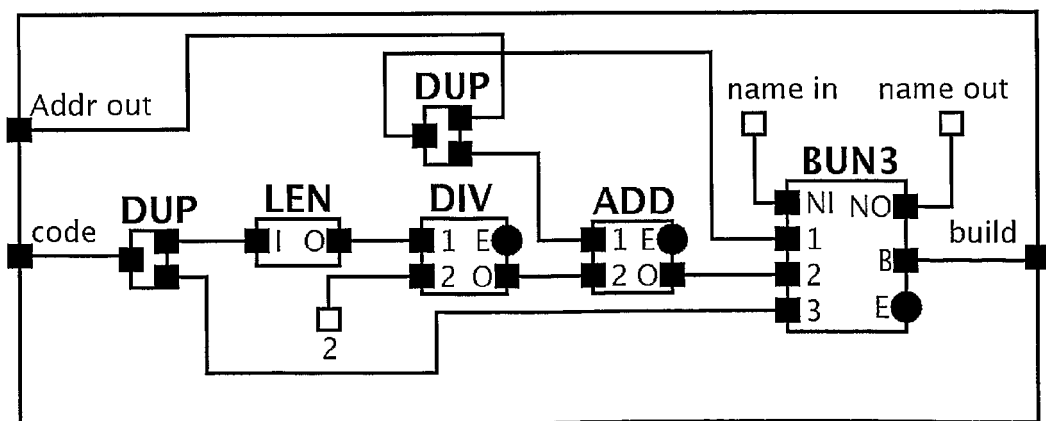 DUP
Addr out
name in
name out
BUN3
DUP
LEN
DIV
ADD
NI
NO
code
I
O
1
E
1
E
1
build
2
O
2
O
2
B
3
E
2